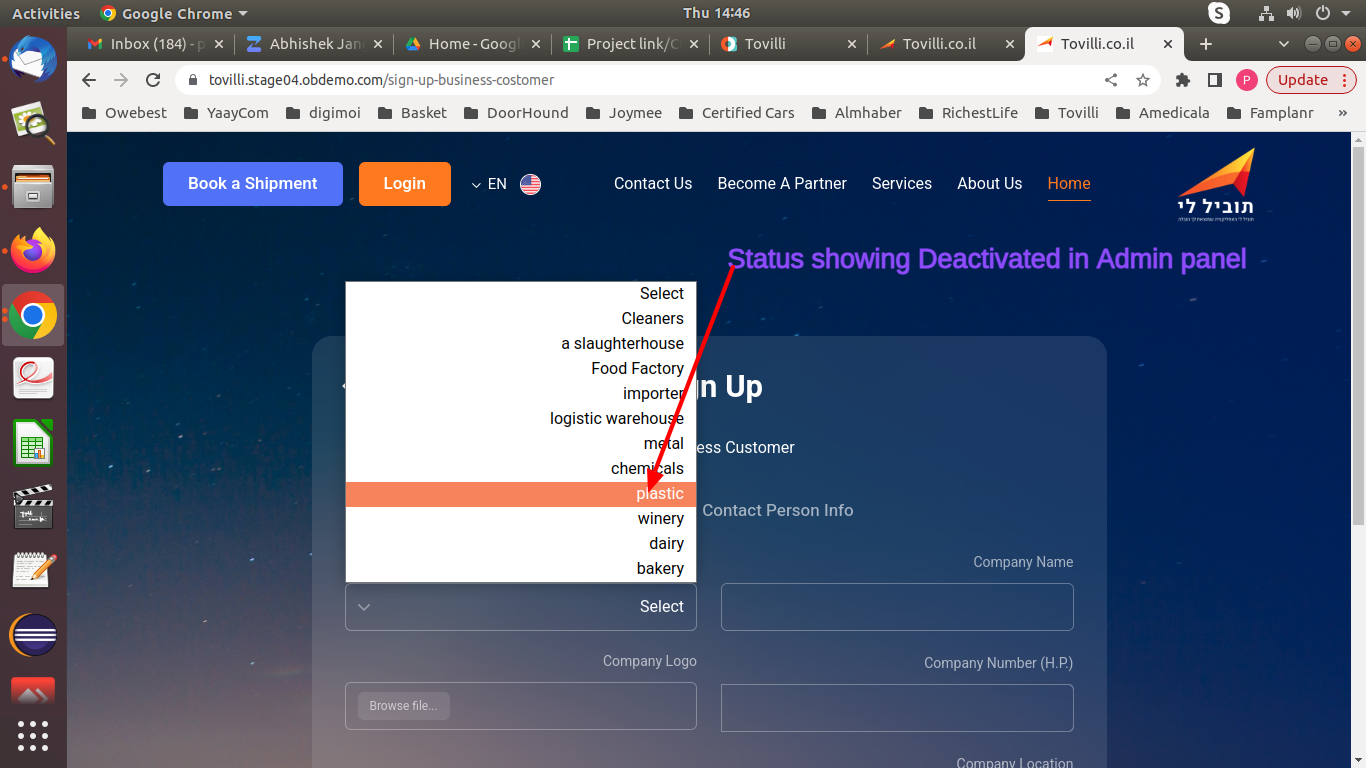 Activities Google Chrome Thu 14:46
Inbox (184) - p Abhishek Jang Home - Google Project link/C Tovilli Tovilli.co.il Tovilli.co.il
tovilli.stage04.obdemo.com/sign-up-business-costomer P Update
Owebest YaayCom digimoi Basket DoorHound Joymee Certified Cars Almhaber RichestLife Tovilli Amedicala Famplanr »
Book a Shipment Login EN Contact Us Become A Partner Services About Us Home
תוביל לי
Status showing Deactivated in Admin panel
Select
Cleaners
a slaughterhouse
Food Factory
importer
logistic warehouse
metal
chemicals
plastic
winery
dairy
bakery
gn Up
ess Customer
Contact Person Info
Company Name
Select
Company Logo Company Number (H.P.)
Browse file...
Company Location